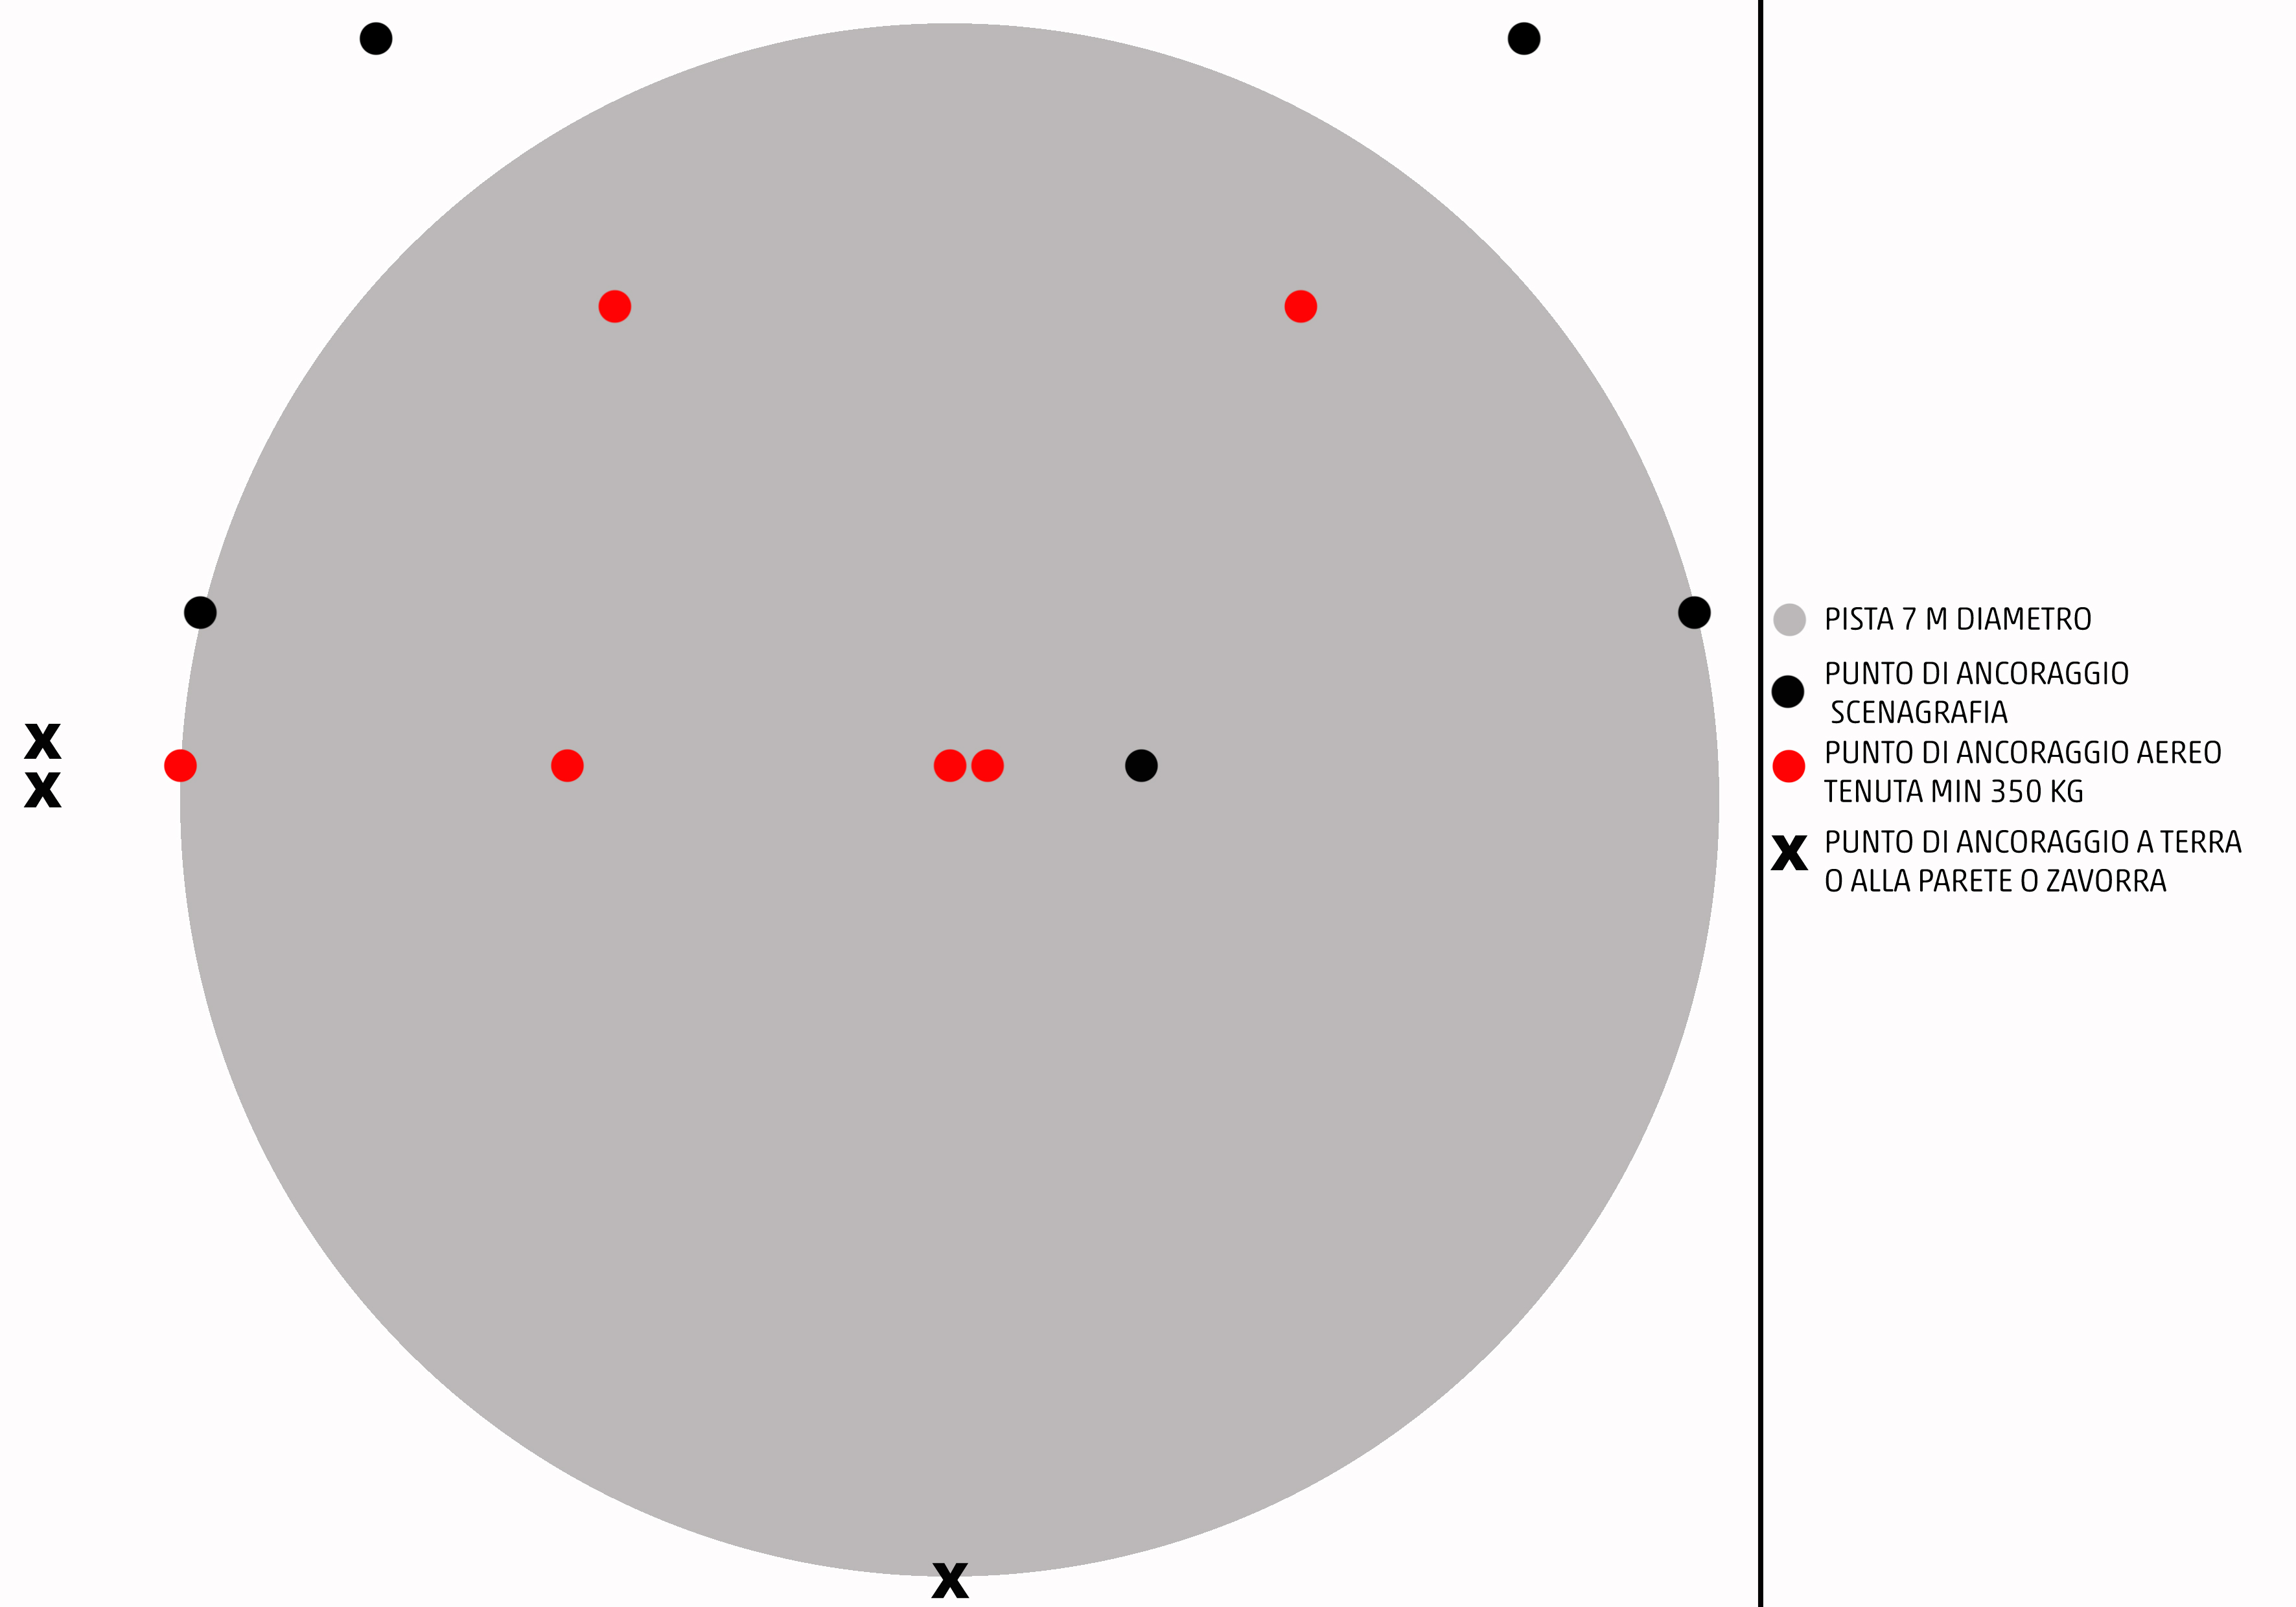 PISTA 7 M DIAMETRO
PUNTO DI ANCORAGGIO
SCENAGRAFIA
PUNTO DI ANCORAGGIO AEREO
TENUTA MIN 350 KG
PUNTO DI ANCORAGGIO A TERRA
O ALLA PARETE O ZAVORRA